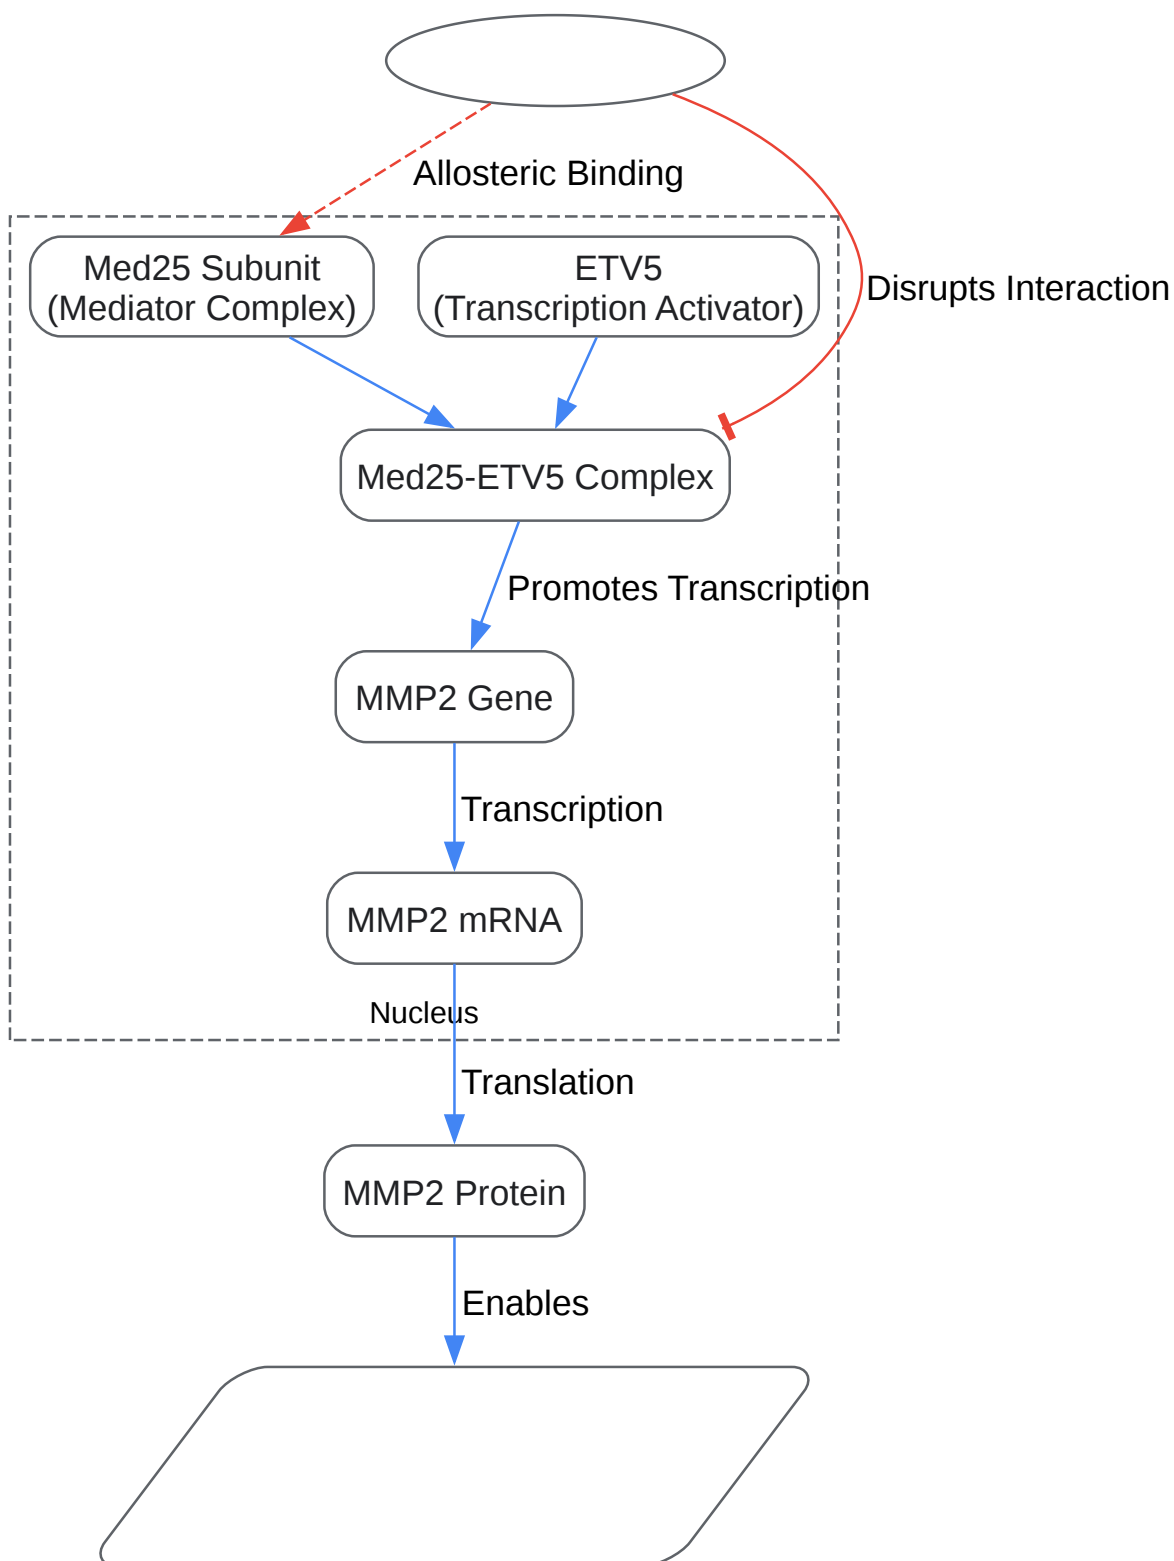 Allosteric Binding
Med25 Subunit
(Mediator Complex)
ETV5
(Transcription Activator)
Disrupts Interaction
Med25-ETV5 Complex
Promotes Transcription
MMP2 Gene
Transcription
MMP2 mRNA
Nucleus
Translation
MMP2 Protein
Enables